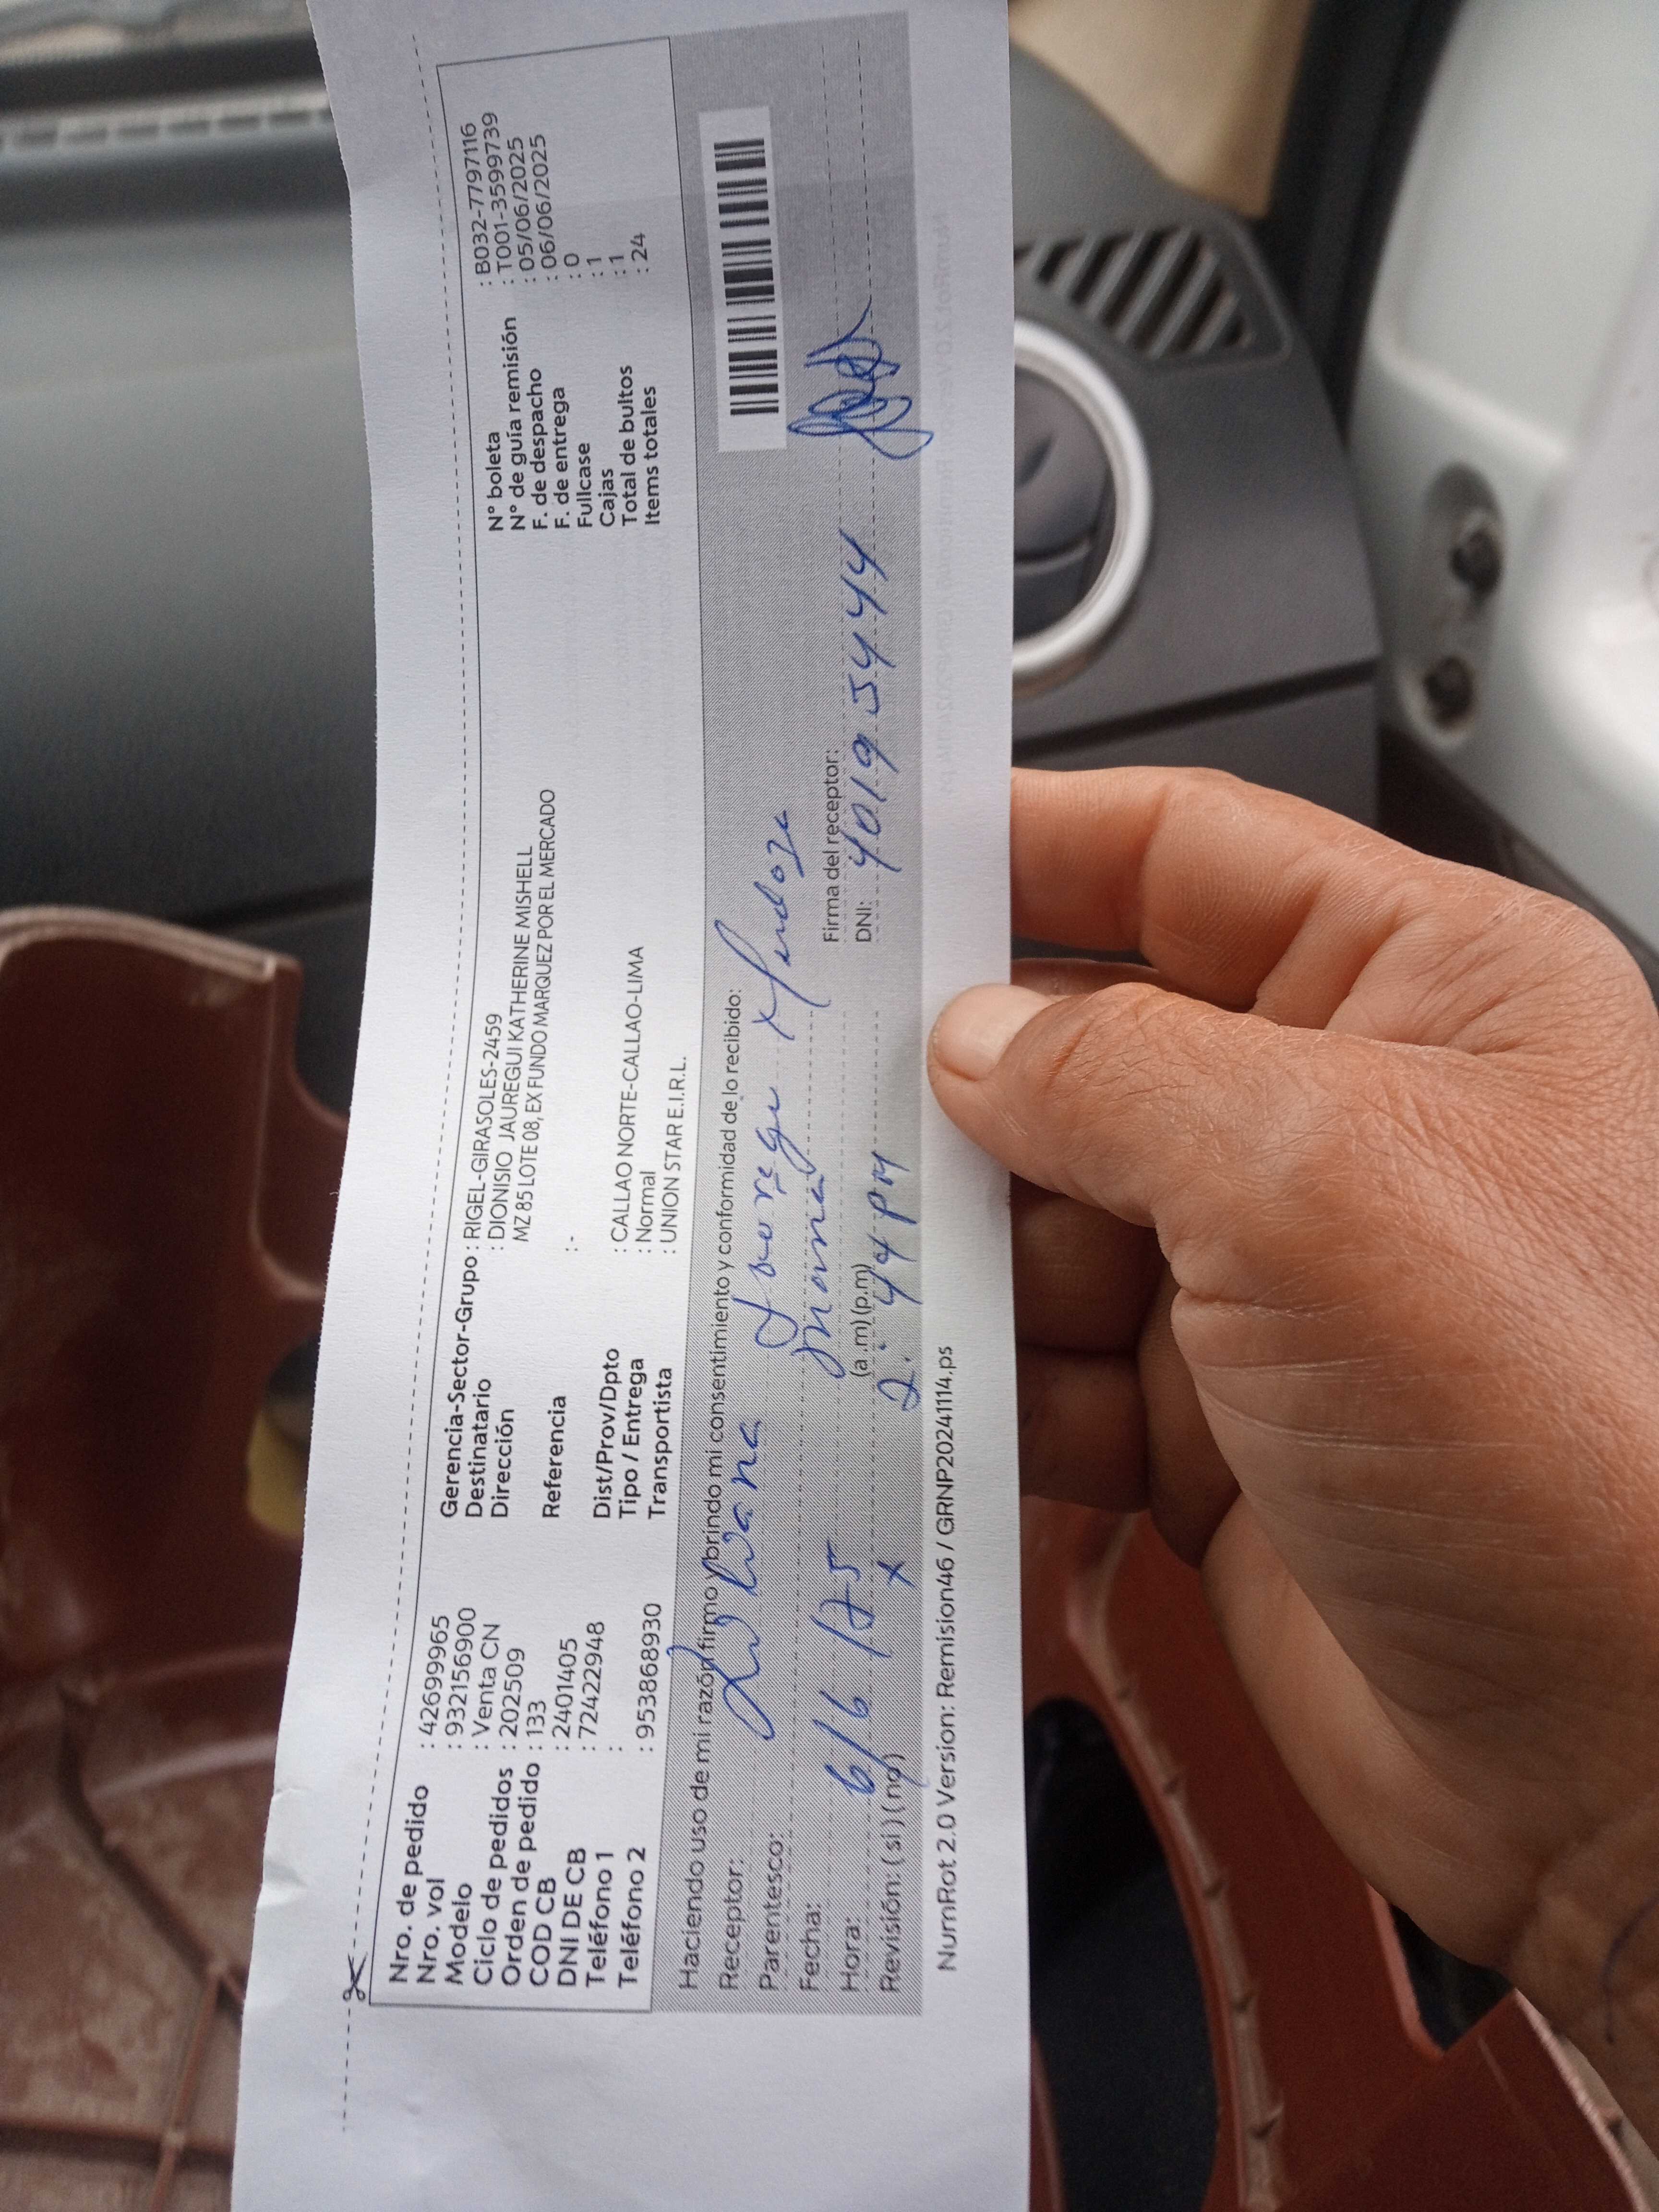 Nro. de pedido : 42699965
Nro. vol : 932156900
Modelo : Venta CN
Ciclo de pedidos : 202509
Orden de pedido : 133
COD CB : 2401405
DNI DE CB : 72422948
Teléfono 1 :
Teléfono 2 : 953868930
Gerencia-Sector-Grupo : RIGEL-GIRASOLES-2459
Destinatario : DIONISIO JAUREGUI KATHERINE MISHELL
Dirección MZ 85 LOTE 08, EX FUNDO MARQUEZ POR EL MERCADO
Referencia :-
Dist/Prov/Dpto : CALLAO NORTE-CALLAO-LIMA
Tipo / Entrega : Normal
Transportista : UNION STAR E.I.R.L.
N° boleta : B032-7797116
N° de guía remisión : T001-3599739
F. de despacho : 05/06/2025
F. de entrega : 06/06/2025
Fullcase : 0
Cajas : 1
Total de bultos : 1
Items totales : 24
Haciendo uso de mi razón firmo y brindo mi consentimiento y conformidad de lo recibido:
Receptor: Mendoza
Parentesco: mamá
Fecha: 6/6/25
Hora: (a.m) (p.m) 2:44 PM
Revisión: (si) (no) x
Firma del receptor:
DNI: 40195444
NumRot 2.0 Version: Remision46 / GRNP20241114.ps